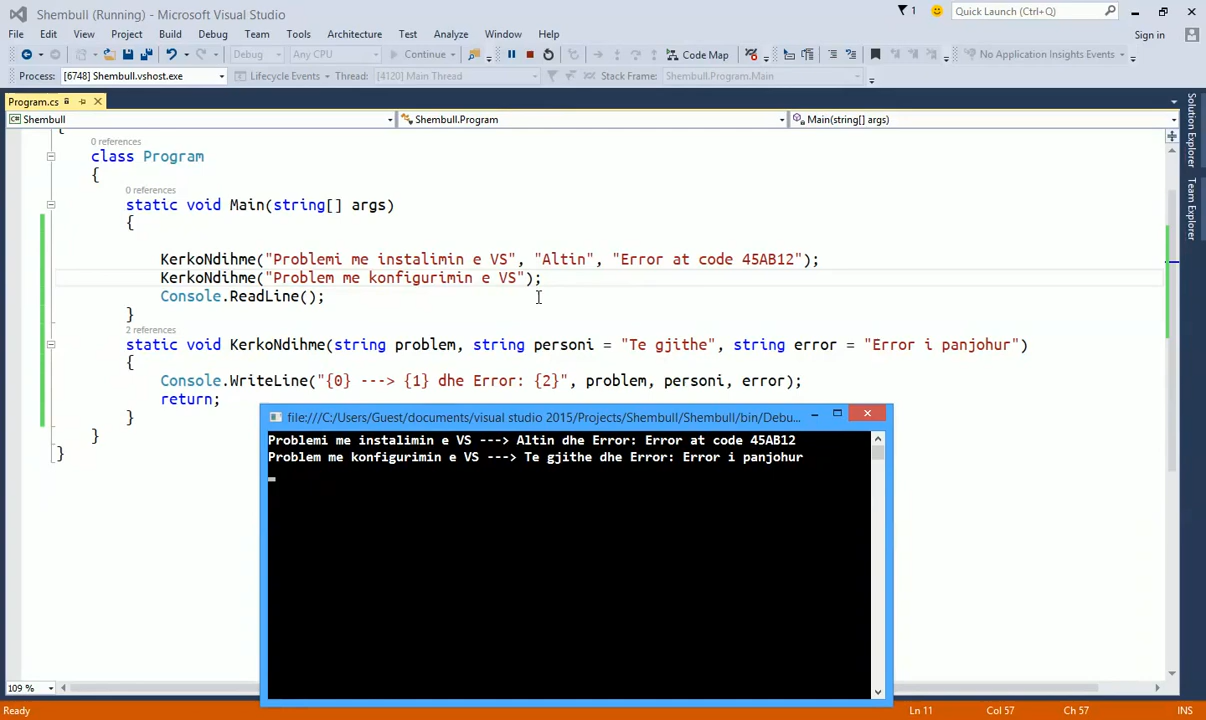 Shembull (Running) - Microsoft Visual Studio
1
Quick Launch (Ctrl+Q)
File Edit View Project Build Debug Team Tools Architecture Test Analyze Window Help
Sign in
Debug Any CPU Continue Code Map No Application Insights Events
Process: [6748] Shembull.vshost.exe Lifecycle Events Thread: [4120] Main Thread Stack Frame: Shembull.Program.Main
Program.cs
Shembull Shembull.Program Main(string[] args)
{
0 references
class Program
{
0 references
static void Main(string[] args)
{
KerkoNdihme("Problemi me instalimin e VS", "Altin", "Error at code 45AB12");
KerkoNdihme("Problem me konfigurimin e VS");
Console.ReadLine();
}
2 references
static void KerkoNdihme(string problem, string personi = "Te gjithe", string error = "Error i panjohur")
{
Console.WriteLine("{0} ---> {1} dhe Error: {2}", problem, personi, error);
return;
}
}
}
file:///C:/Users/Guest/documents/visual studio 2015/Projects/Shembull/Shembull/bin/Debu...
Problemi me instalimin e VS ---> Altin dhe Error: Error at code 45AB12
Problem me konfigurimin e VS ---> Te gjithe dhe Error: Error i panjohur
Solution Explorer
Team Explorer
109 %
Ready Ln 11 Col 57 Ch 57 INS